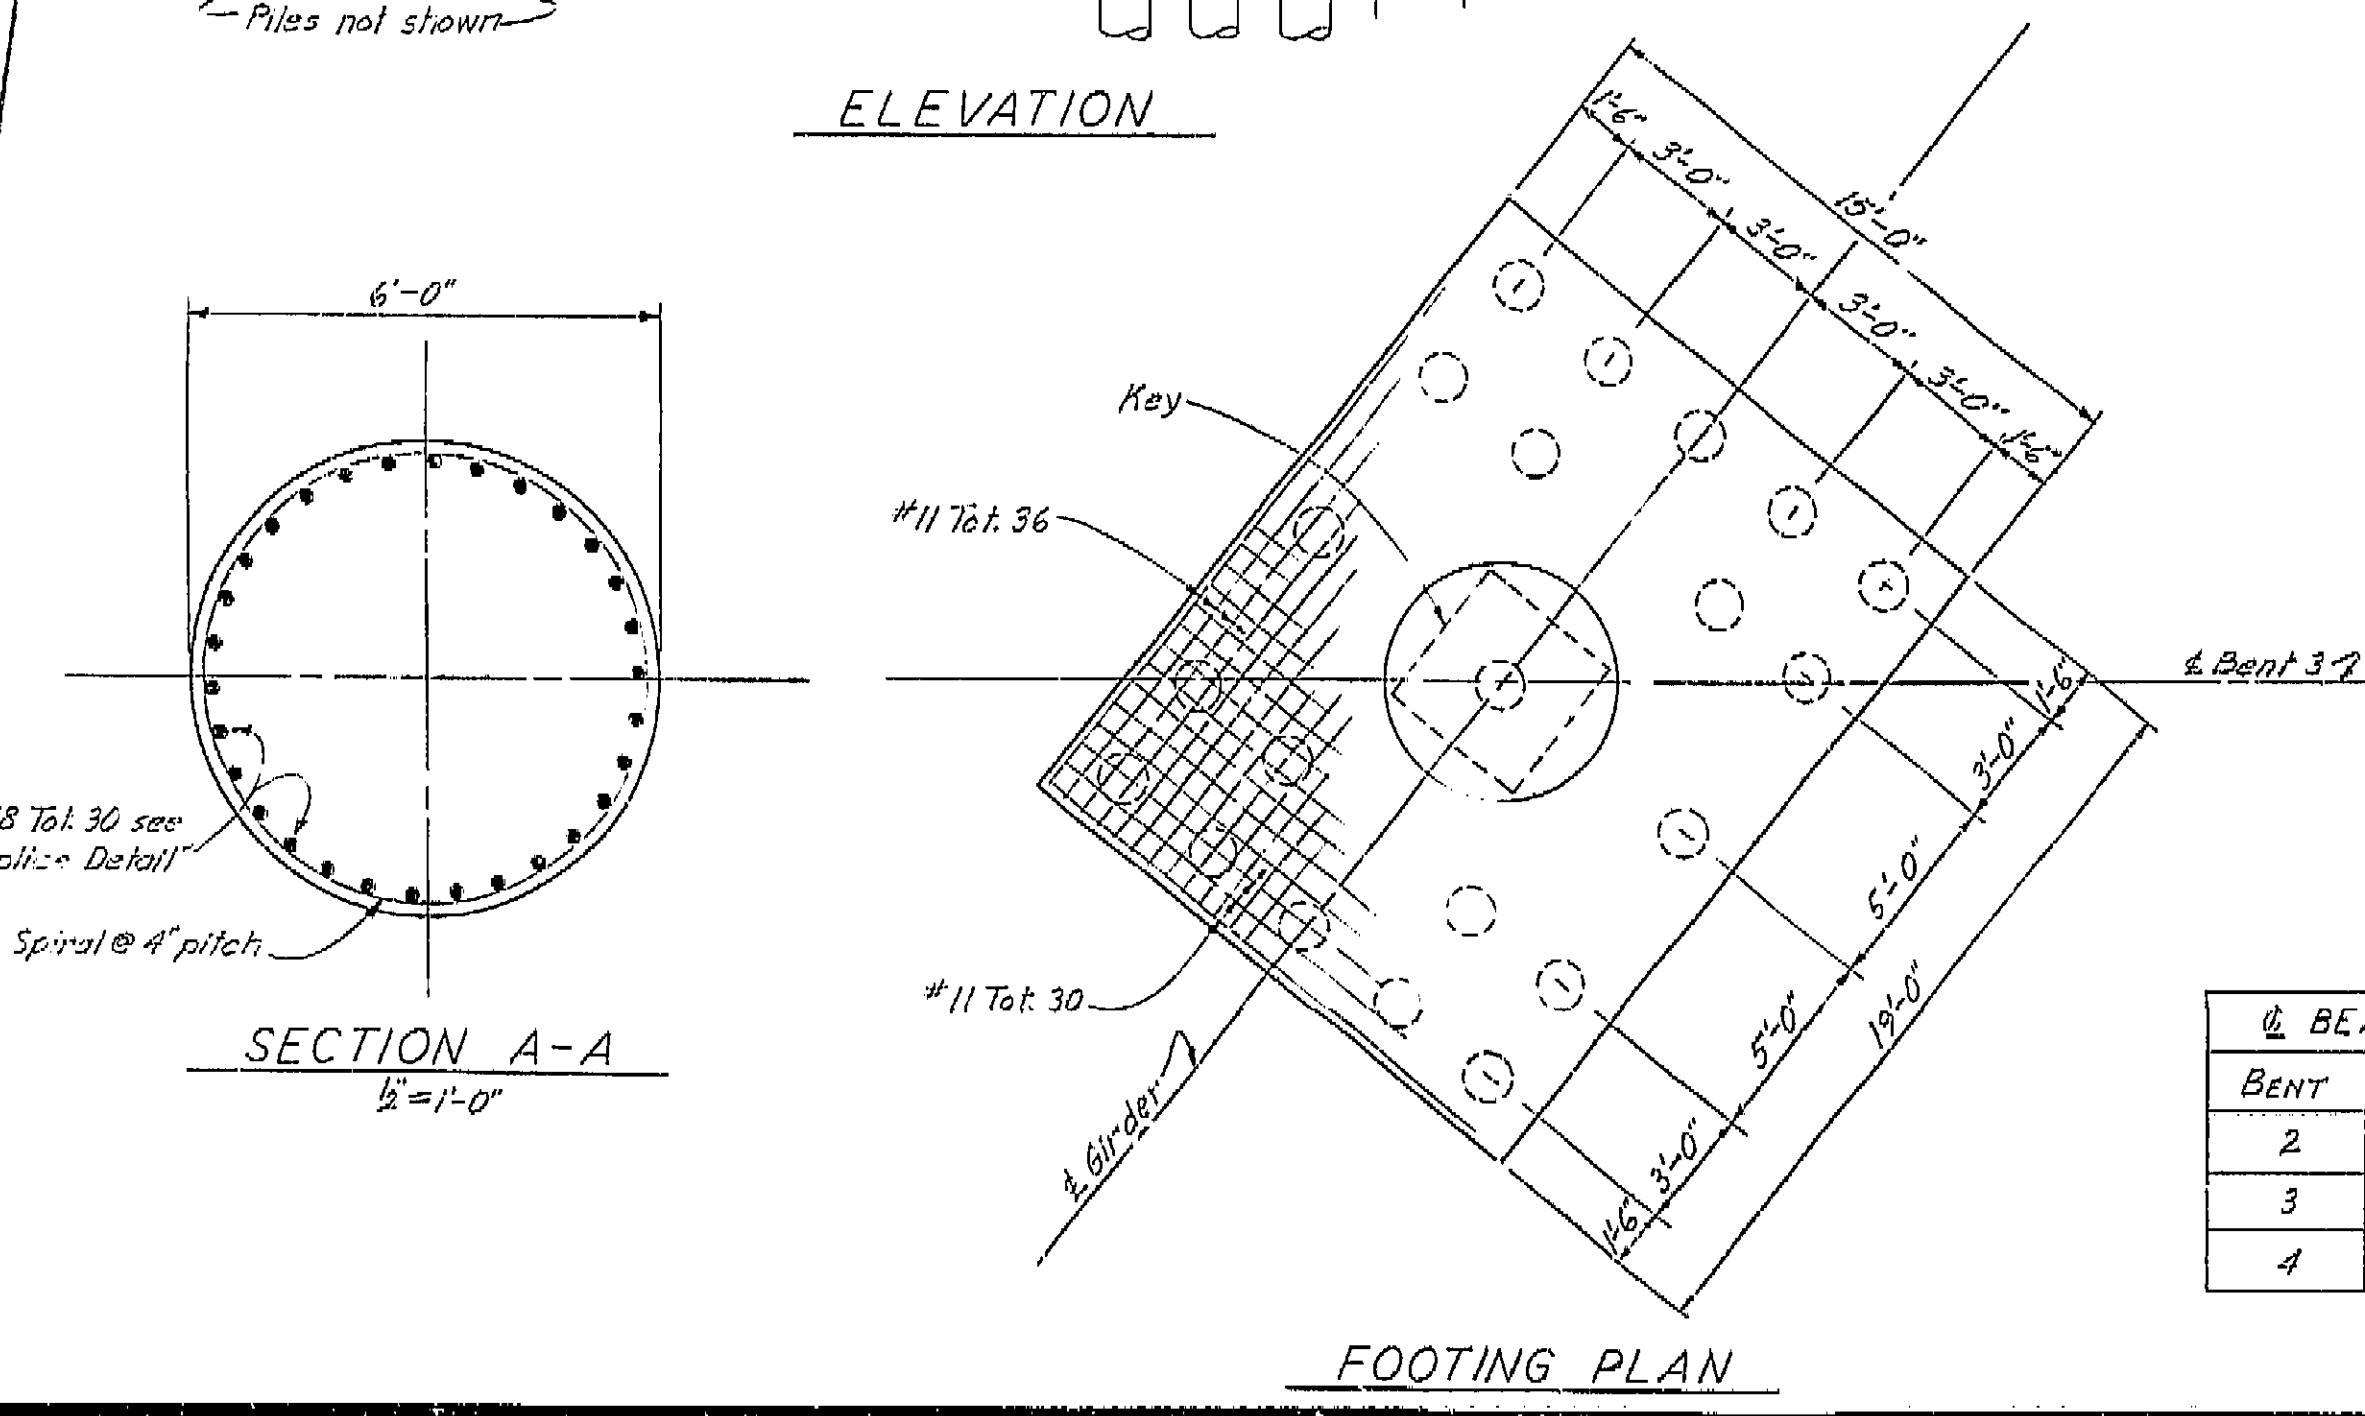 Piles not shown
ELEVATION
6'-0"
Key
#11 Tot. 36
#11 Tot. 30
8 Tot. 30 see
Detail"
Spiral @ 4" pitch
SECTION A-A
½"=1'-0"
1'-6"
3'-0"
3'-0"
3'-0"
3'-0"
1'-6"
15'-0"
℄ Bent 3
1'-6"
3'-0"
5'-0"
5'-0"
3'-0"
1'-6"
19'-0"
℄ Girder
FOOTING PLAN
℄ BE
BENT
2
3
4